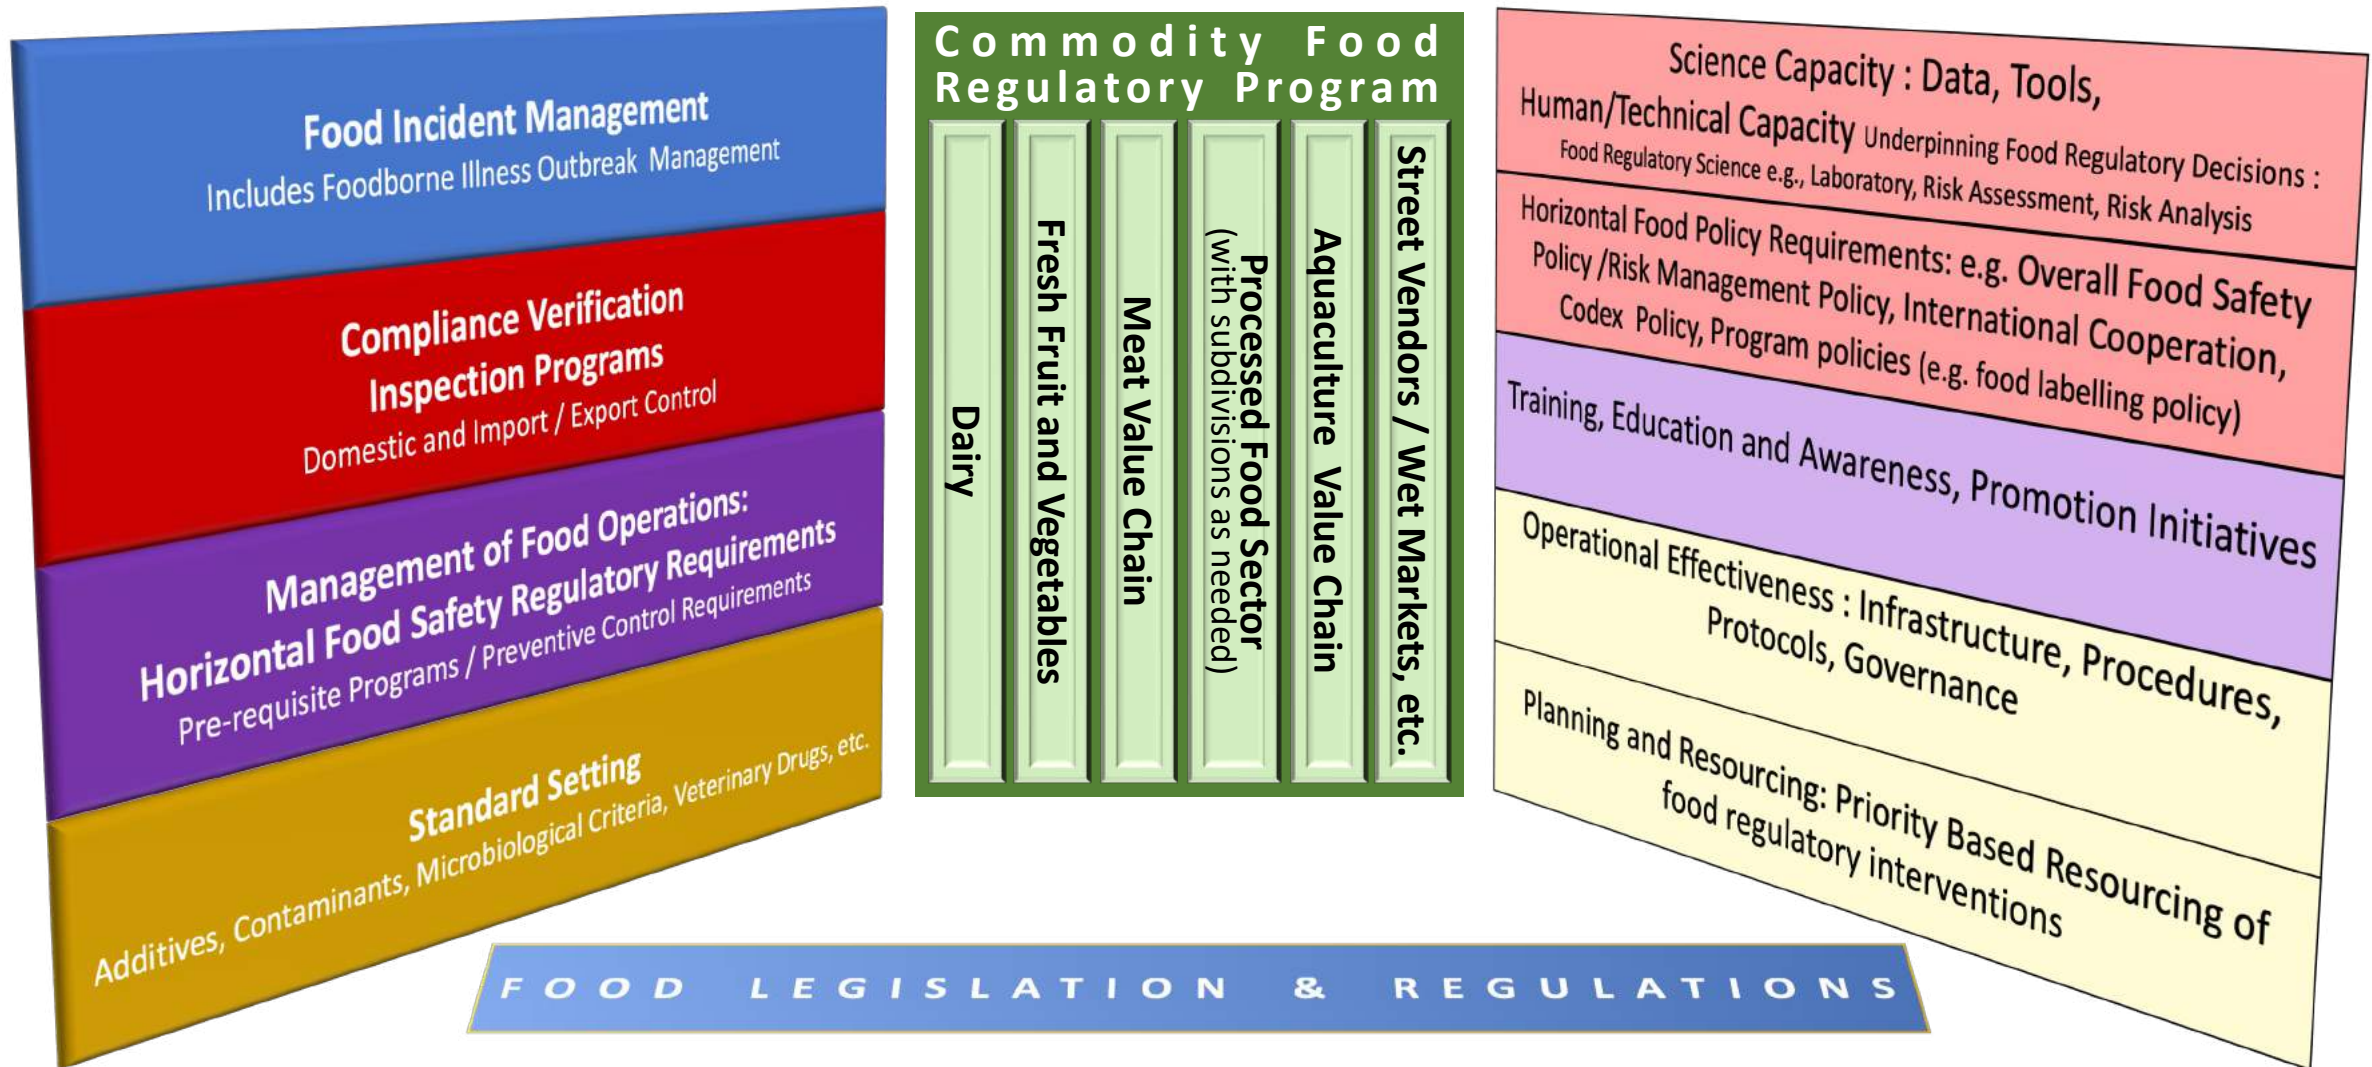 Food Incident Management
Includes Foodborne Illness Outbreak Management
Compliance Verification
Inspection Programs
Domestic and Import / Export Control
Management of Food Operations:
Horizontal Food Safety Regulatory Requirements
Pre-requisite Programs / Preventive Control Requirements
Standard Setting
Additives, Contaminants, Microbiological Criteria, Veterinary Drugs, etc.
Commodity Food
Regulatory Program
Dairy
Fresh Fruit and Vegetables
Meat Value Chain
Processed Food Sector
(with subdivisions as needed)
Aquaculture Value Chain
Street Vendors / Wet Markets, etc.
Science Capacity : Data, Tools,
Human/Technical Capacity Underpinning Food Regulatory Decisions :
Food Regulatory Science e.g., Laboratory, Risk Assessment, Risk Analysis
Horizontal Food Policy Requirements: e.g. Overall Food Safety
Policy /Risk Management Policy, International Cooperation,
Codex Policy, Program policies (e.g. food labelling policy)
Training, Education and Awareness, Promotion Initiatives
Operational Effectiveness : Infrastructure, Procedures,
Protocols, Governance
Planning and Resourcing: Priority Based Resourcing of
food regulatory interventions
FOOD LEGISLATION & REGULATIONS